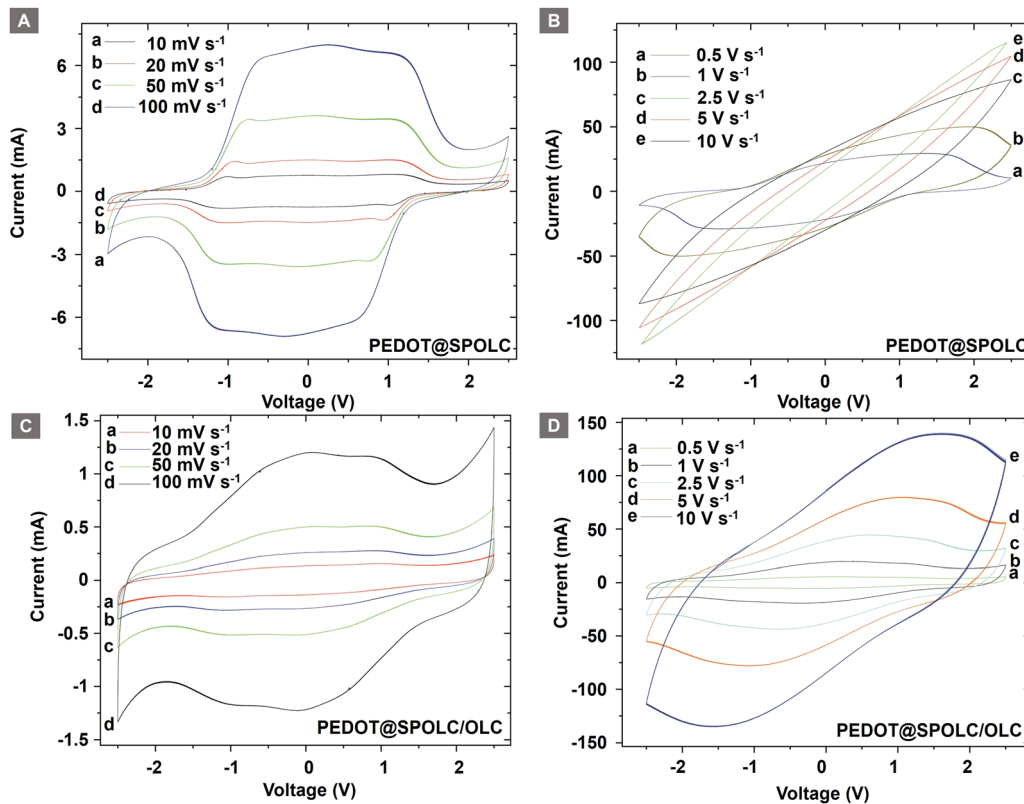 A
a 10 mV s⁻¹
b 20 mV s⁻¹
c 50 mV s⁻¹
d 100 mV s⁻¹
6
3
0
-3
-6
Current (mA)
d
c
b
a
PEDOT@SPOLC
-2 -1 0 1 2
Voltage (V)
B
a 0.5 V s⁻¹
b 1 V s⁻¹
c 2.5 V s⁻¹
d 5 V s⁻¹
e 10 V s⁻¹
100
50
0
-50
-100
Current (mA)
e
d
c
b
a
PEDOT@SPOLC
-2 -1 0 1 2
Voltage (V)
C
a 10 mV s⁻¹
b 20 mV s⁻¹
c 50 mV s⁻¹
d 100 mV s⁻¹
1.5
1
0.5
0
-0.5
-1
-1.5
Current (mA)
a
b
c
d
PEDOT@SPOLC/OLC
-2 -1 0 1 2
Voltage (V)
D
a 0.5 V s⁻¹
b 1 V s⁻¹
c 2.5 V s⁻¹
d 5 V s⁻¹
e 10 V s⁻¹
150
100
50
0
-50
-100
-150
Current (mA)
e
d
c
b
a
PEDOT@SPOLC/OLC
-2 -1 0 1 2
Voltage (V)